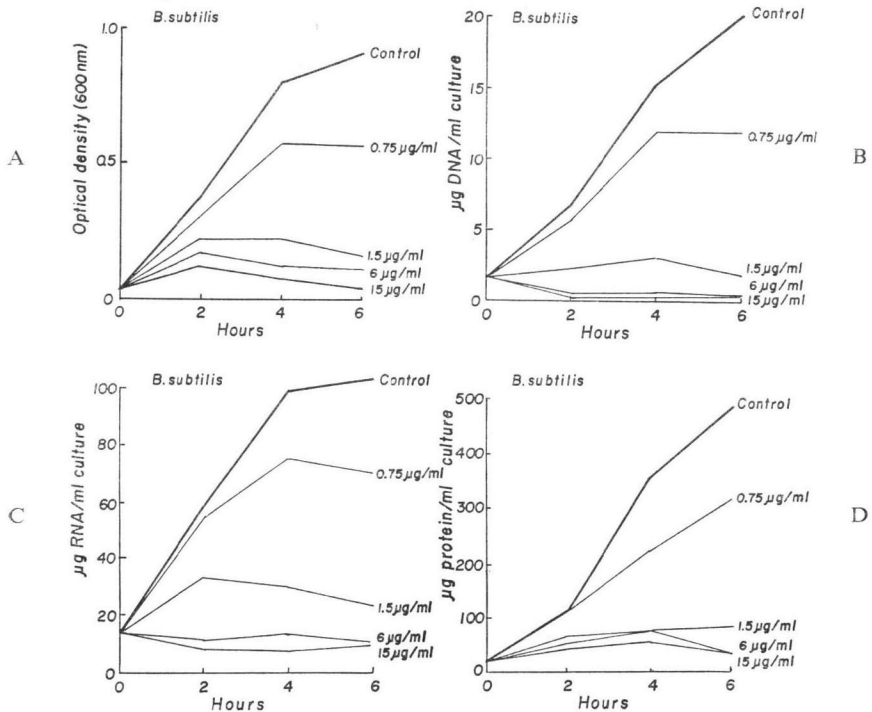 A
B. subtilis
Optical density (600nm)
1.0
0.5
0
0 2 4 6
Hours
Control
0.75 µg/ml
1.5 µg/ml
6 µg/ml
15 µg/ml
B
B. subtilis
µg DNA/ml culture
20
15
10
5
0
0 2 4 6
Hours
Control
0.75 µg/ml
1.5 µg/ml
6 µg/ml
15 µg/ml
C
B. subtilis
µg RNA/ml culture
100
80
60
40
20
0
0 2 4 6
Hours
Control
0.75 µg/ml
1.5 µg/ml
6 µg/ml
15 µg/ml
D
B. subtilis
µg protein/ml culture
500
400
300
200
100
0
0 2 4 6
Hours
Control
0.75 µg/ml
1.5 µg/ml
6 µg/ml
15 µg/ml